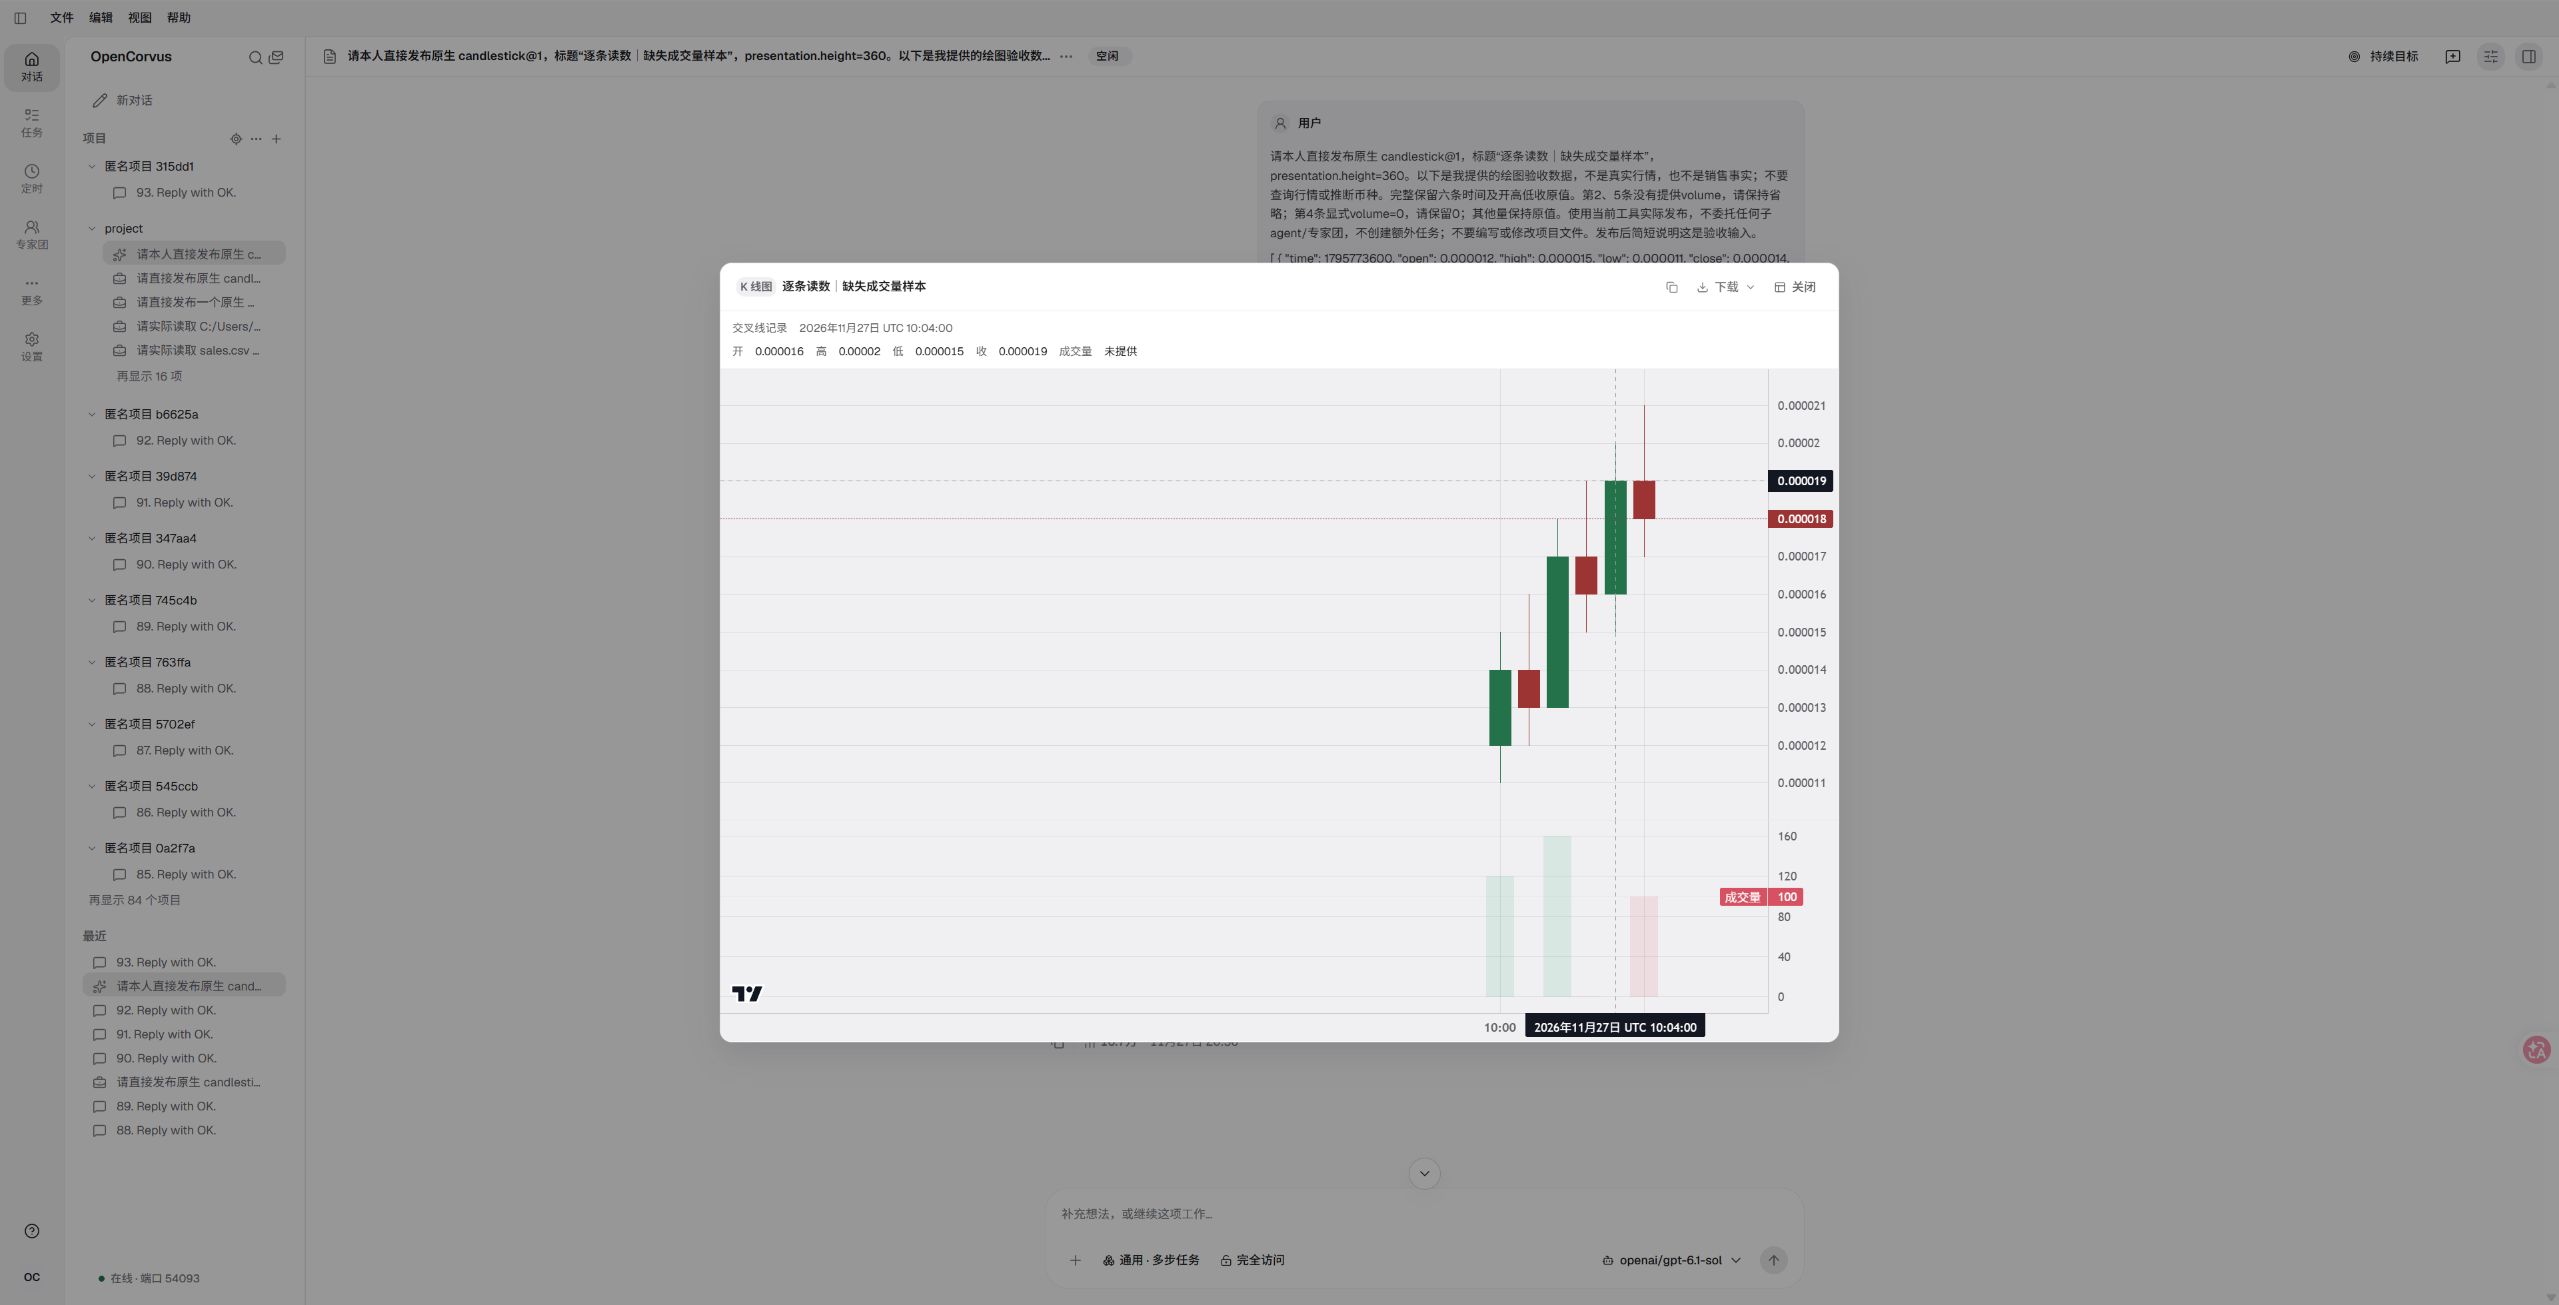 文件 编辑 视图 帮助
对话
任务
定时
专家团
更多
设置
OC
OpenCorvus
新对话
项目
匿名项目 315dd1
93. Reply with OK.
project
请本人直接发布原生 c...
请直接发布原生 candl...
请直接发布一个原生 ...
请实际读取 C:/Users/...
请实际读取 sales.csv ...
再显示 16 项
匿名项目 b6625a
92. Reply with OK.
匿名项目 39d874
91. Reply with OK.
匿名项目 347aa4
90. Reply with OK.
匿名项目 745c4b
89. Reply with OK.
匿名项目 763ffa
88. Reply with OK.
匿名项目 5702ef
87. Reply with OK.
匿名项目 545ccb
86. Reply with OK.
匿名项目 0a2f7a
85. Reply with OK.
再显示 84 个项目
最近
93. Reply with OK.
请本人直接发布原生 cand...
92. Reply with OK.
91. Reply with OK.
90. Reply with OK.
请直接发布原生 candlesti...
89. Reply with OK.
88. Reply with OK.
在线 · 端口 54093
请本人直接发布原生 candlestick@1，标题“逐条读数｜缺失成交量样本”，presentation.height=360。以下是我提供的绘图验收数... 空闲
持续目标
用户
请本人直接发布原生 candlestick@1，标题“逐条读数｜缺失成交量样本”，
presentation.height=360。以下是我提供的绘图验收数据，不是真实行情，也不是销售事实；不要
查询行情或推断币种。完整保留六条时间及开高低收原值。第2、5条没有提供volume，请保持省
略；第4条显式volume=0，请保留0；其他量保持原值。使用当前工具实际发布，不委托任何子
agent/专家团，不创建额外任务；不要编写或修改项目文件。发布后简短说明这是验收输入。
[ { "time": 1795773600, "open": 0.000012, "high": 0.000015, "low": 0.000011, "close": 0.000014,
K 线图 逐条读数｜缺失成交量样本
下载 关闭
交叉线记录 2026年11月27日 UTC 10:04:00
开 0.000016 高 0.00002 低 0.000015 收 0.000019 成交量 未提供
0.000021
0.00002
0.000019
0.000018
0.000017
0.000016
0.000015
0.000014
0.000013
0.000012
0.000011
160
120
成交量 100
80
40
0
10:00 2026年11月27日 UTC 10:04:00
补充想法，或继续这项工作...
通用 · 多步任务 完全访问
openai/gpt-6.1-sol